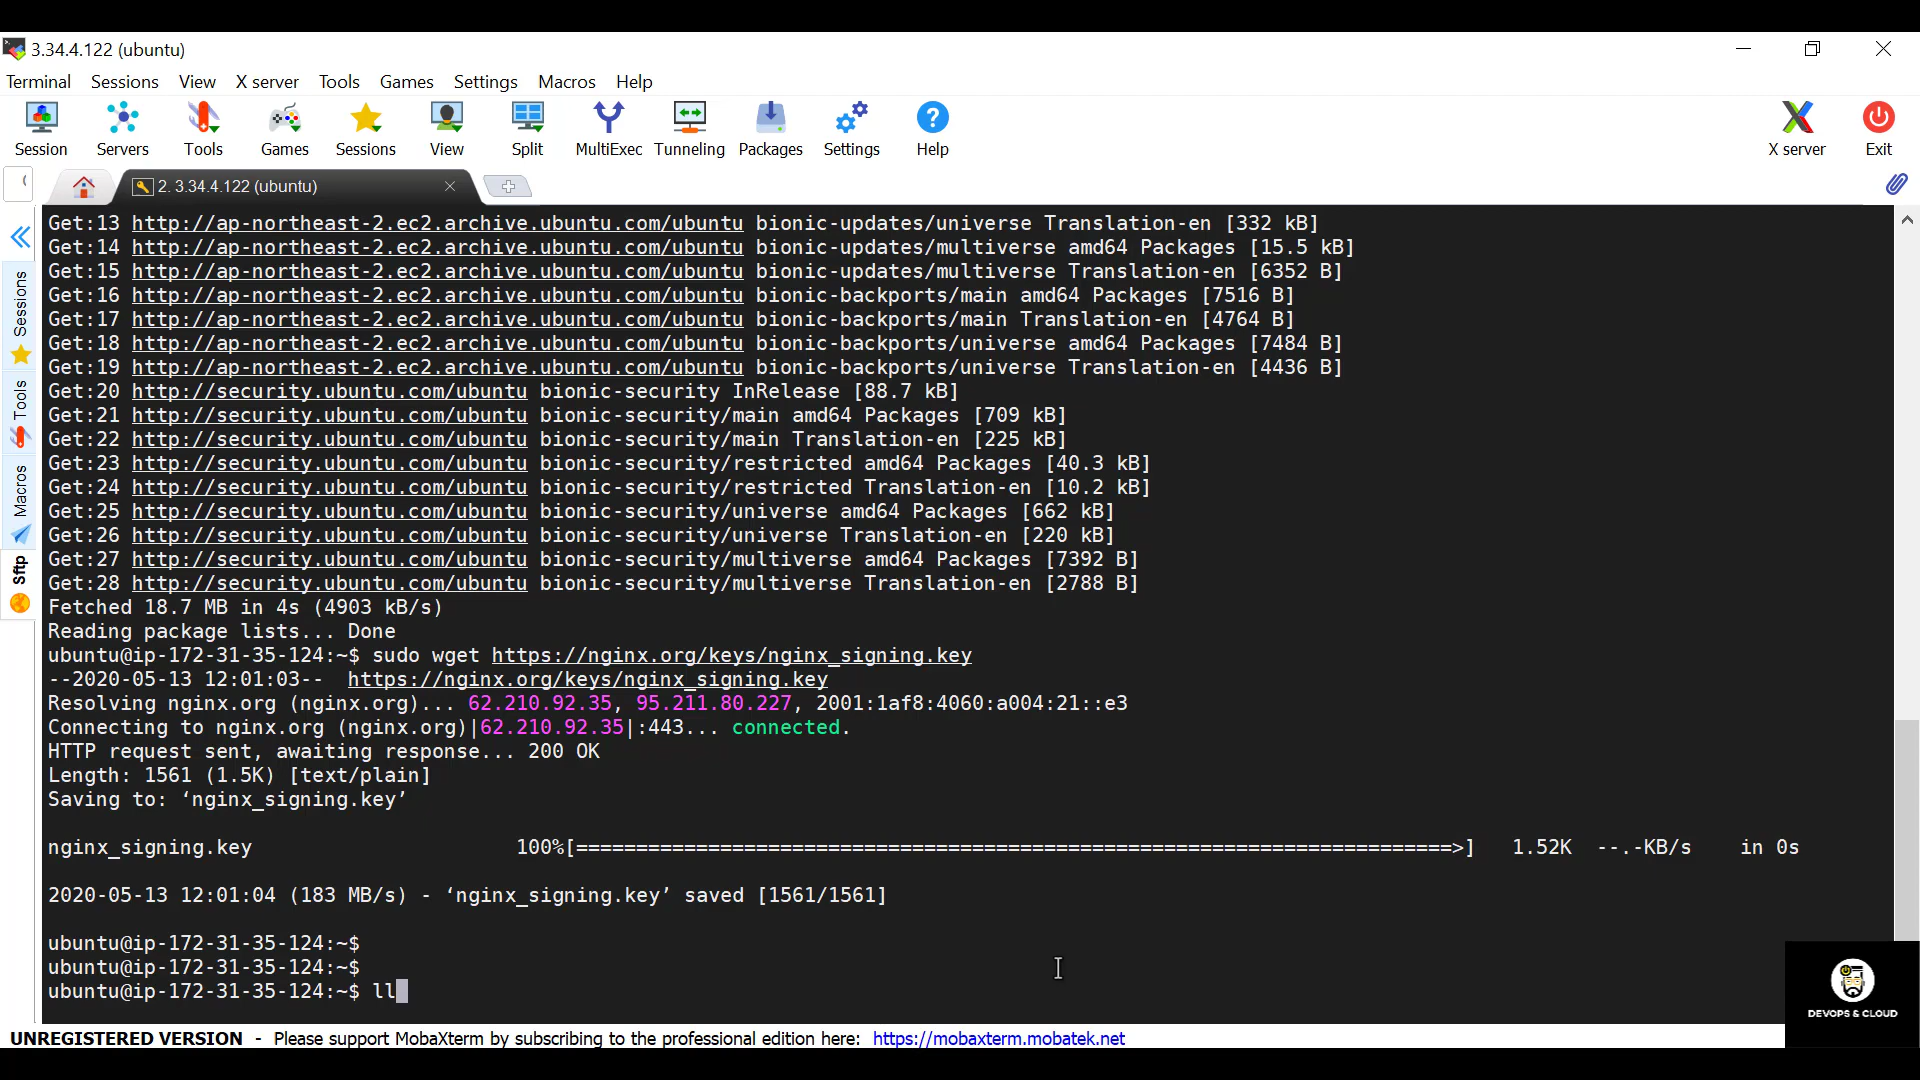 3.34.4.122 (ubuntu)
Terminal Sessions View X server Tools Games Settings Macros Help
Session Servers Tools Games Sessions View Split MultiExec Tunneling Packages Settings Help X server Exit
2. 3.34.4.122 (ubuntu)
Sessions
Tools
Macros
Sftp
Get:13 http://ap-northeast-2.ec2.archive.ubuntu.com/ubuntu bionic-updates/universe Translation-en [332 kB]
Get:14 http://ap-northeast-2.ec2.archive.ubuntu.com/ubuntu bionic-updates/multiverse amd64 Packages [15.5 kB]
Get:15 http://ap-northeast-2.ec2.archive.ubuntu.com/ubuntu bionic-updates/multiverse Translation-en [6352 B]
Get:16 http://ap-northeast-2.ec2.archive.ubuntu.com/ubuntu bionic-backports/main amd64 Packages [7516 B]
Get:17 http://ap-northeast-2.ec2.archive.ubuntu.com/ubuntu bionic-backports/main Translation-en [4764 B]
Get:18 http://ap-northeast-2.ec2.archive.ubuntu.com/ubuntu bionic-backports/universe amd64 Packages [7484 B]
Get:19 http://ap-northeast-2.ec2.archive.ubuntu.com/ubuntu bionic-backports/universe Translation-en [4436 B]
Get:20 http://security.ubuntu.com/ubuntu bionic-security InRelease [88.7 kB]
Get:21 http://security.ubuntu.com/ubuntu bionic-security/main amd64 Packages [709 kB]
Get:22 http://security.ubuntu.com/ubuntu bionic-security/main Translation-en [225 kB]
Get:23 http://security.ubuntu.com/ubuntu bionic-security/restricted amd64 Packages [40.3 kB]
Get:24 http://security.ubuntu.com/ubuntu bionic-security/restricted Translation-en [10.2 kB]
Get:25 http://security.ubuntu.com/ubuntu bionic-security/universe amd64 Packages [662 kB]
Get:26 http://security.ubuntu.com/ubuntu bionic-security/universe Translation-en [220 kB]
Get:27 http://security.ubuntu.com/ubuntu bionic-security/multiverse amd64 Packages [7392 B]
Get:28 http://security.ubuntu.com/ubuntu bionic-security/multiverse Translation-en [2788 B]
Fetched 18.7 MB in 4s (4903 kB/s)
Reading package lists... Done
ubuntu@ip-172-31-35-124:~$ sudo wget https://nginx.org/keys/nginx_signing.key
--2020-05-13 12:01:03-- https://nginx.org/keys/nginx_signing.key
Resolving nginx.org (nginx.org)... 62.210.92.35, 95.211.80.227, 2001:1af8:4060:a004:21::e3
Connecting to nginx.org (nginx.org)|62.210.92.35|:443... connected.
HTTP request sent, awaiting response... 200 OK
Length: 1561 (1.5K) [text/plain]
Saving to: ‘nginx_signing.key’
nginx_signing.key 100%[=========================================================================>] 1.52K --.-KB/s in 0s
2020-05-13 12:01:04 (183 MB/s) - ‘nginx_signing.key’ saved [1561/1561]
ubuntu@ip-172-31-35-124:~$
ubuntu@ip-172-31-35-124:~$
ubuntu@ip-172-31-35-124:~$ ll
DEVOPS & CLOUD
UNREGISTERED VERSION - Please support MobaXterm by subscribing to the professional edition here: https://mobaxterm.mobatek.net